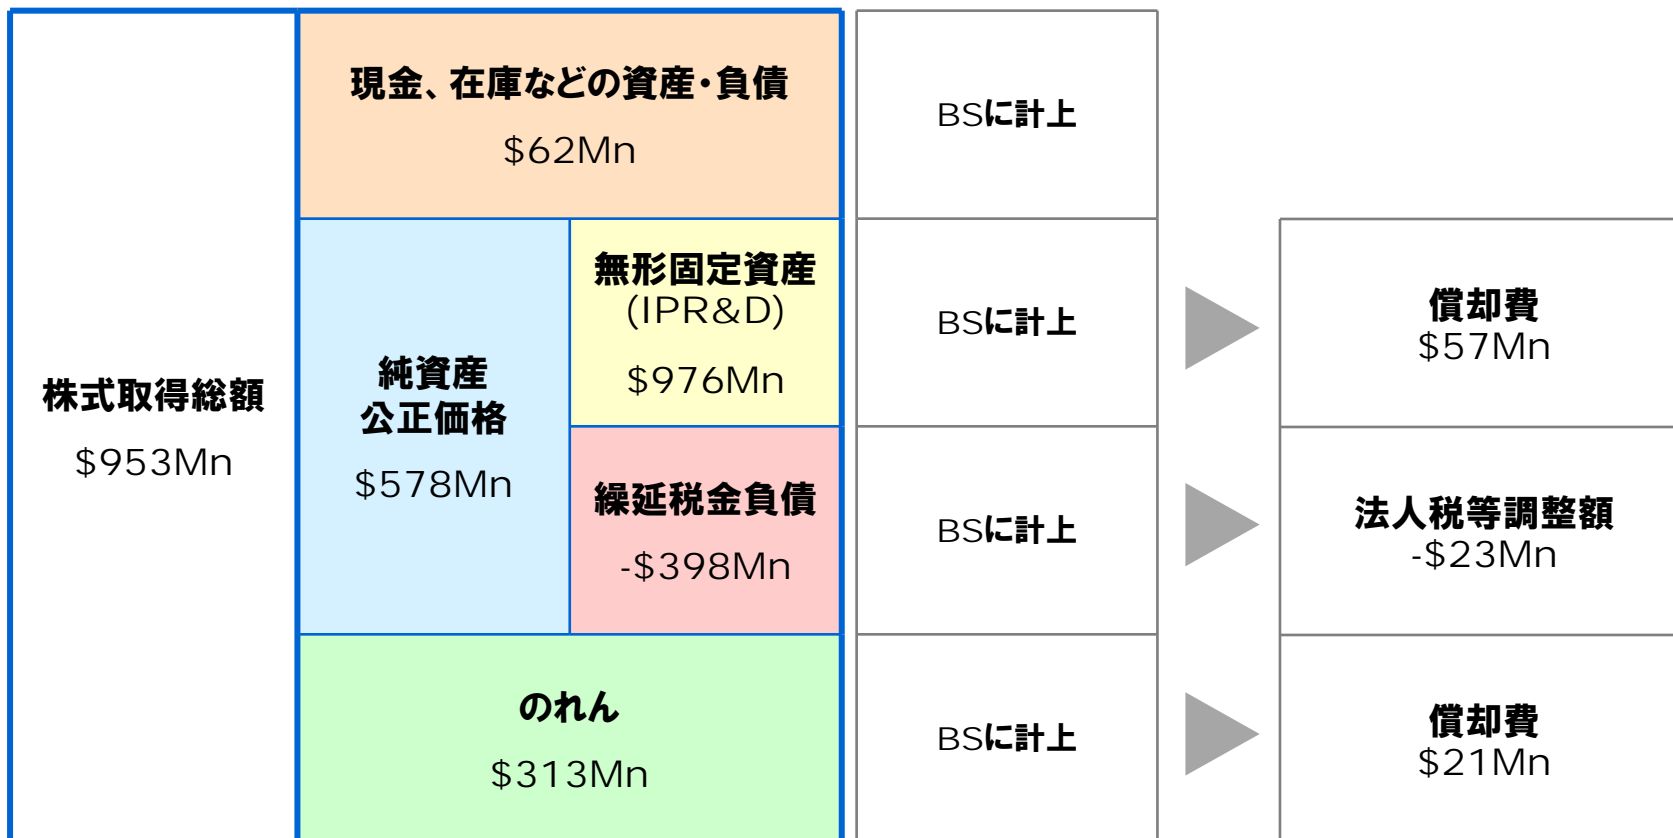 株式取得総額
$953Mn
現金、在庫などの資産・負債
$62Mn
純資産
公正価格
$578Mn
無形固定資産
(IPR&D)
$976Mn
繰延税金負債
-$398Mn
のれん
$313Mn
BSに計上
BSに計上
償却費
$57Mn
BSに計上
法人税等調整額
-$23Mn
BSに計上
償却費
$21Mn